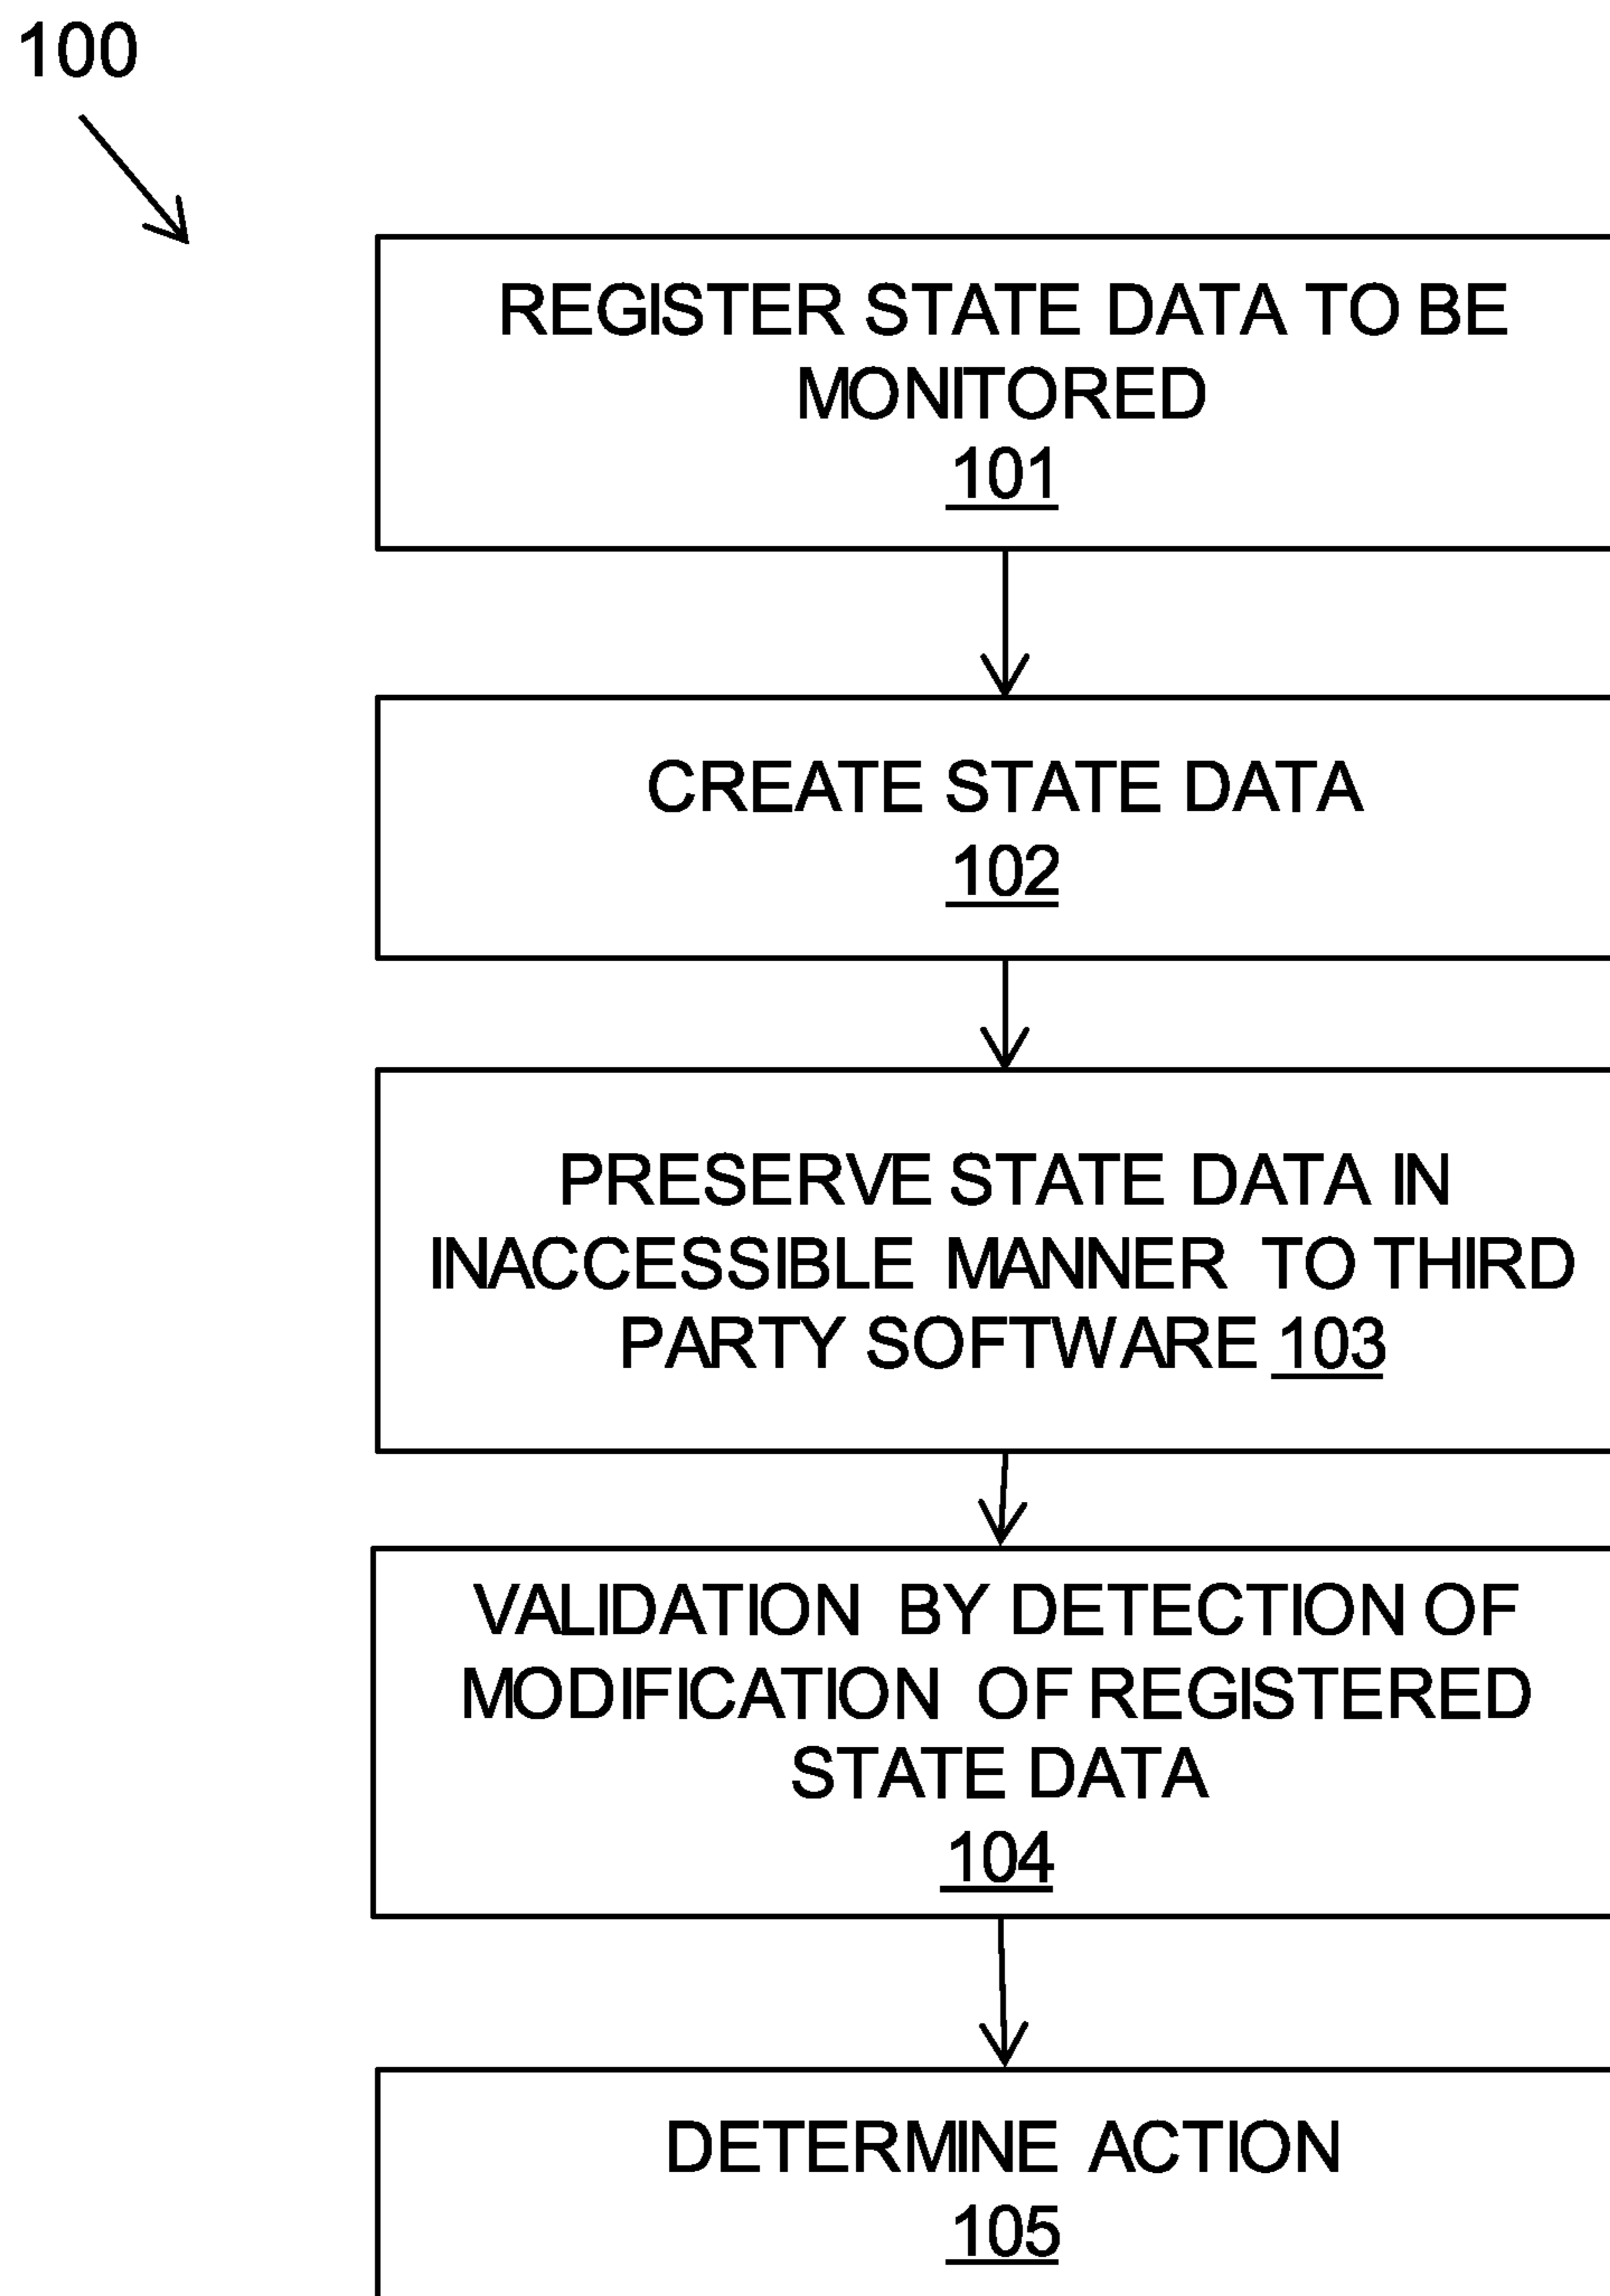 100
REGISTER STATE DATA TO BE
MONITORED
101
CREATE STATE DATA
102
PRESERVE STATE DATA IN
INACCESSIBLE MANNER TO THIRD
PARTY SOFTWARE 103
VALIDATION BY DETECTION OF
MODIFICATION OF REGISTERED
STATE DATA
104
DETERMINE ACTION
105